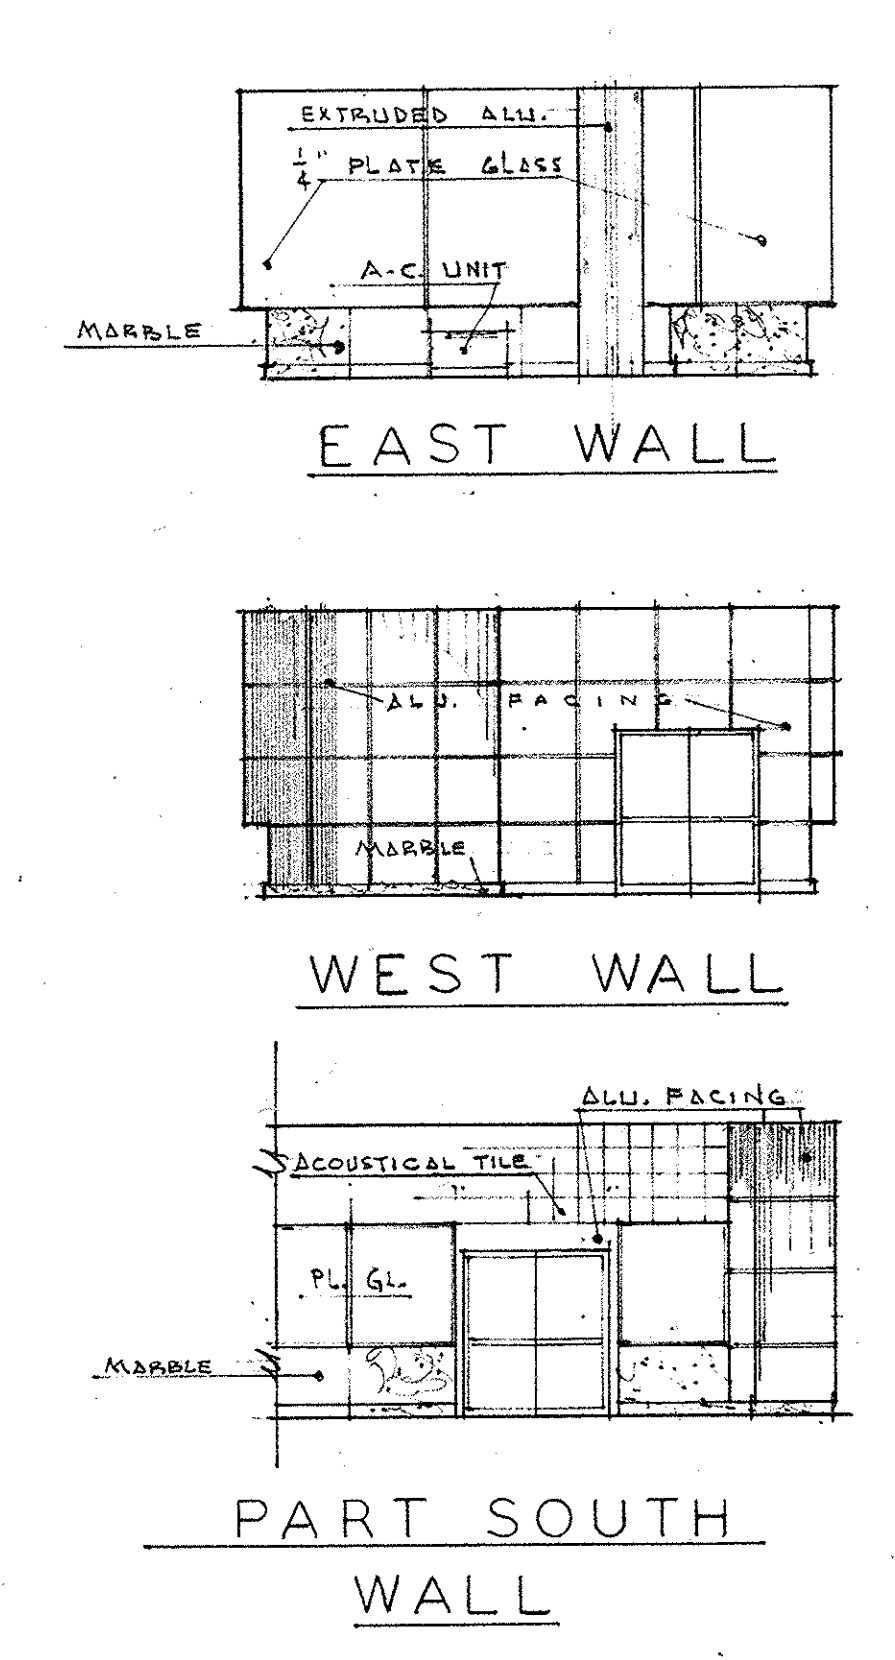 EXTRUDED ALU.
1/4" PLATE GLASS
A-C. UNIT
MARBLE
EAST WALL
ALU. FACING
MARBLE
WEST WALL
ALU. FACING
ACOUSTICAL TILE
PL. GL.
MARBLE
PART SOUTH
WALL